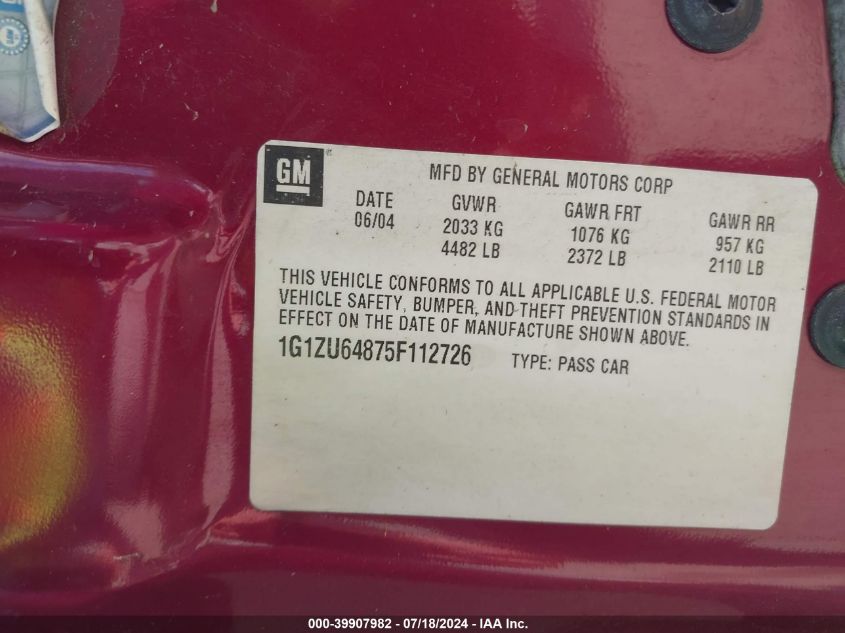 GM
MFD BY GENERAL MOTORS CORP
DATE GVWR GAWR FRT GAWR RR
06/04 2033 KG 1076 KG 957 KG
4482 LB 2372 LB 2110 LB
THIS VEHICLE CONFORMS TO ALL APPLICABLE U.S. FEDERAL MOTOR
VEHICLE SAFETY, BUMPER, AND THEFT PREVENTION STANDARDS IN
EFFECT ON THE DATE OF MANUFACTURE SHOWN ABOVE.
1G1ZU64875F112726 TYPE: PASS CAR
000-39907982 - 07/18/2024 - IAA Inc.